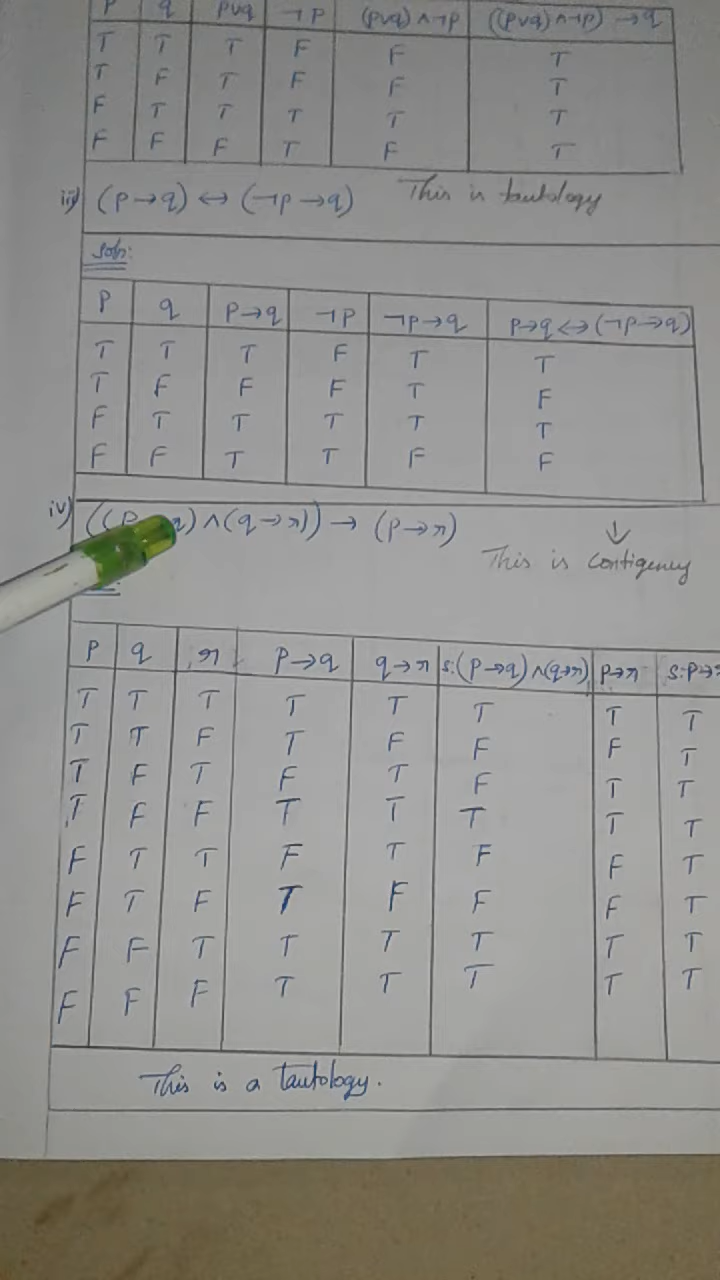 P q p∨q ¬P (p∨q)∧¬p ((p∨q)∧¬p)→q
T T T F F T
T F T F F T
F T T T T T
F F F T F T
iii) (p→q) ↔ (¬p→q) This is tautology
Soln:
P q P→q ¬P ¬p→q p→q<->(¬p→q)
T T T F T T
T F F F T F
F T T T T T
F F T T F F
iv) ((P q) ∧(q→r)) → (p→r)
This is contigency
P q r P→q q→r s:(p→q)∧(q→r) p→r
T T T T T T T T
T T F T F F F T
T F T F T F T T
T F F T T T T T
F T T F T F F T
F T F T F F F T
F F T T T T T T
F F F T T T T T
This is a tautology.